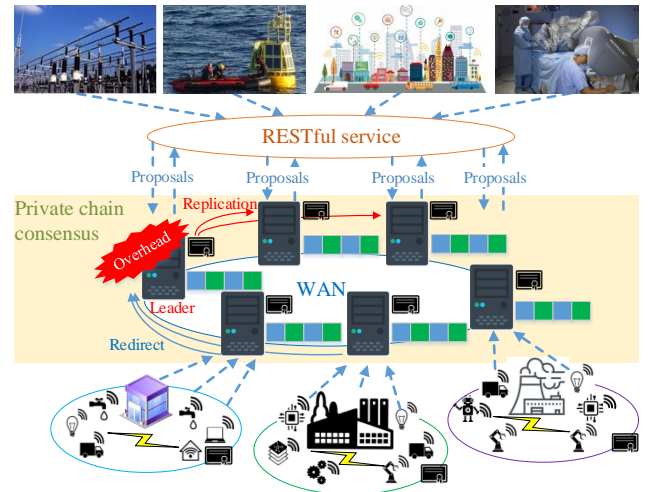 RESTful service
Proposals
Proposals
Proposals
Proposals
Private chain
consensus
Replication
Overhead
WAN
Leader
Redirect